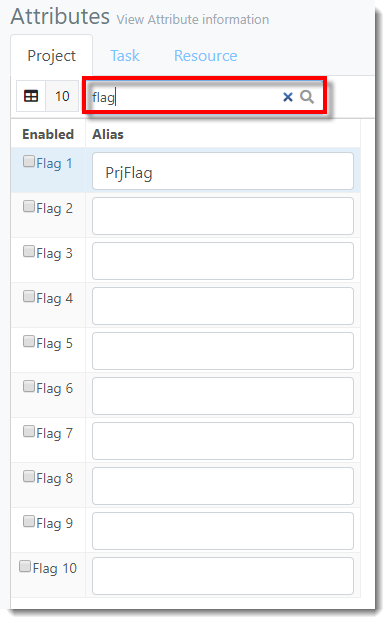 Attributes View Attribute information
Project Task Resource
10 flag
Enabled Alias
Flag 1 PrjFlag
Flag 2
Flag 3
Flag 4
Flag 5
Flag 6
Flag 7
Flag 8
Flag 9
Flag 10